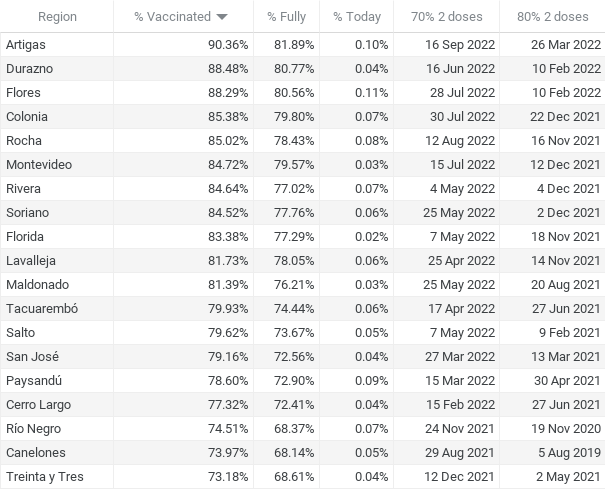 Region % Vaccinated % Fully % Today 70% 2 doses 80% 2 doses
Artigas 90.36% 81.89% 0.10% 16 Sep 2022 26 Mar 2022
Durazno 88.48% 80.77% 0.04% 16 Jun 2022 10 Feb 2022
Flores 88.29% 80.56% 0.11% 28 Jul 2022 10 Feb 2022
Colonia 85.38% 79.80% 0.07% 30 Jul 2022 22 Dec 2021
Rocha 85.02% 78.43% 0.08% 12 Aug 2022 16 Nov 2021
Montevideo 84.72% 79.57% 0.03% 15 Jul 2022 12 Dec 2021
Rivera 84.64% 77.02% 0.07% 4 May 2022 4 Dec 2021
Soriano 84.52% 77.76% 0.06% 25 May 2022 2 Dec 2021
Florida 83.38% 77.29% 0.02% 7 May 2022 18 Nov 2021
Lavalleja 81.73% 78.05% 0.06% 25 Apr 2022 14 Nov 2021
Maldonado 81.39% 76.21% 0.03% 25 May 2022 20 Aug 2021
Tacuarembó 79.93% 74.44% 0.06% 17 Apr 2022 27 Jun 2021
Salto 79.62% 73.67% 0.05% 7 May 2022 9 Feb 2021
San José 79.16% 72.56% 0.04% 27 Mar 2022 13 Mar 2021
Paysandú 78.60% 72.90% 0.09% 15 Mar 2022 30 Apr 2021
Cerro Largo 77.32% 72.41% 0.04% 15 Feb 2022 27 Jun 2021
Río Negro 74.51% 68.37% 0.07% 24 Nov 2021 19 Nov 2020
Canelones 73.97% 68.14% 0.05% 29 Aug 2021 5 Aug 2019
Treinta y Tres 73.18% 68.61% 0.04% 12 Dec 2021 2 May 2021